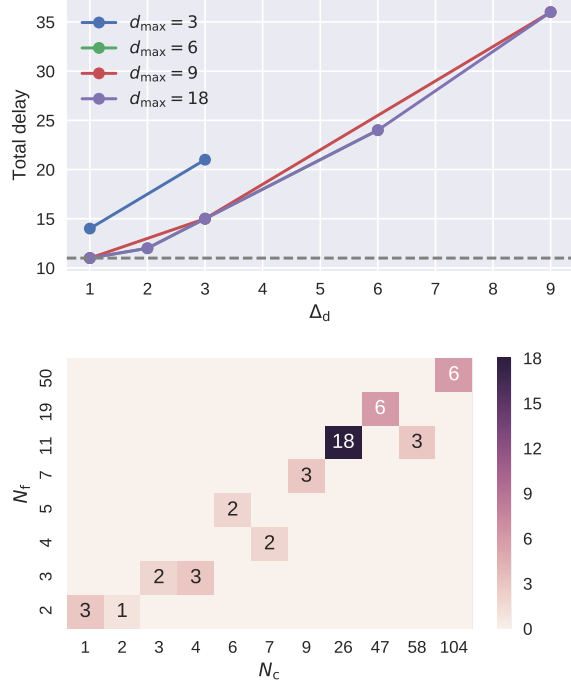 35
30
25
20
15
10
Total delay
d_max = 3
d_max = 6
d_max = 9
d_max = 18
1 2 3 4 5 6 7 8 9
Δ_d
50
19
11
7
5
4
3
2
N_f
6
6
18 3
3
2
2
2 3
3 1
1 2 3 4 6 7 9 26 47 58 104
N_c
18
15
12
9
6
3
0